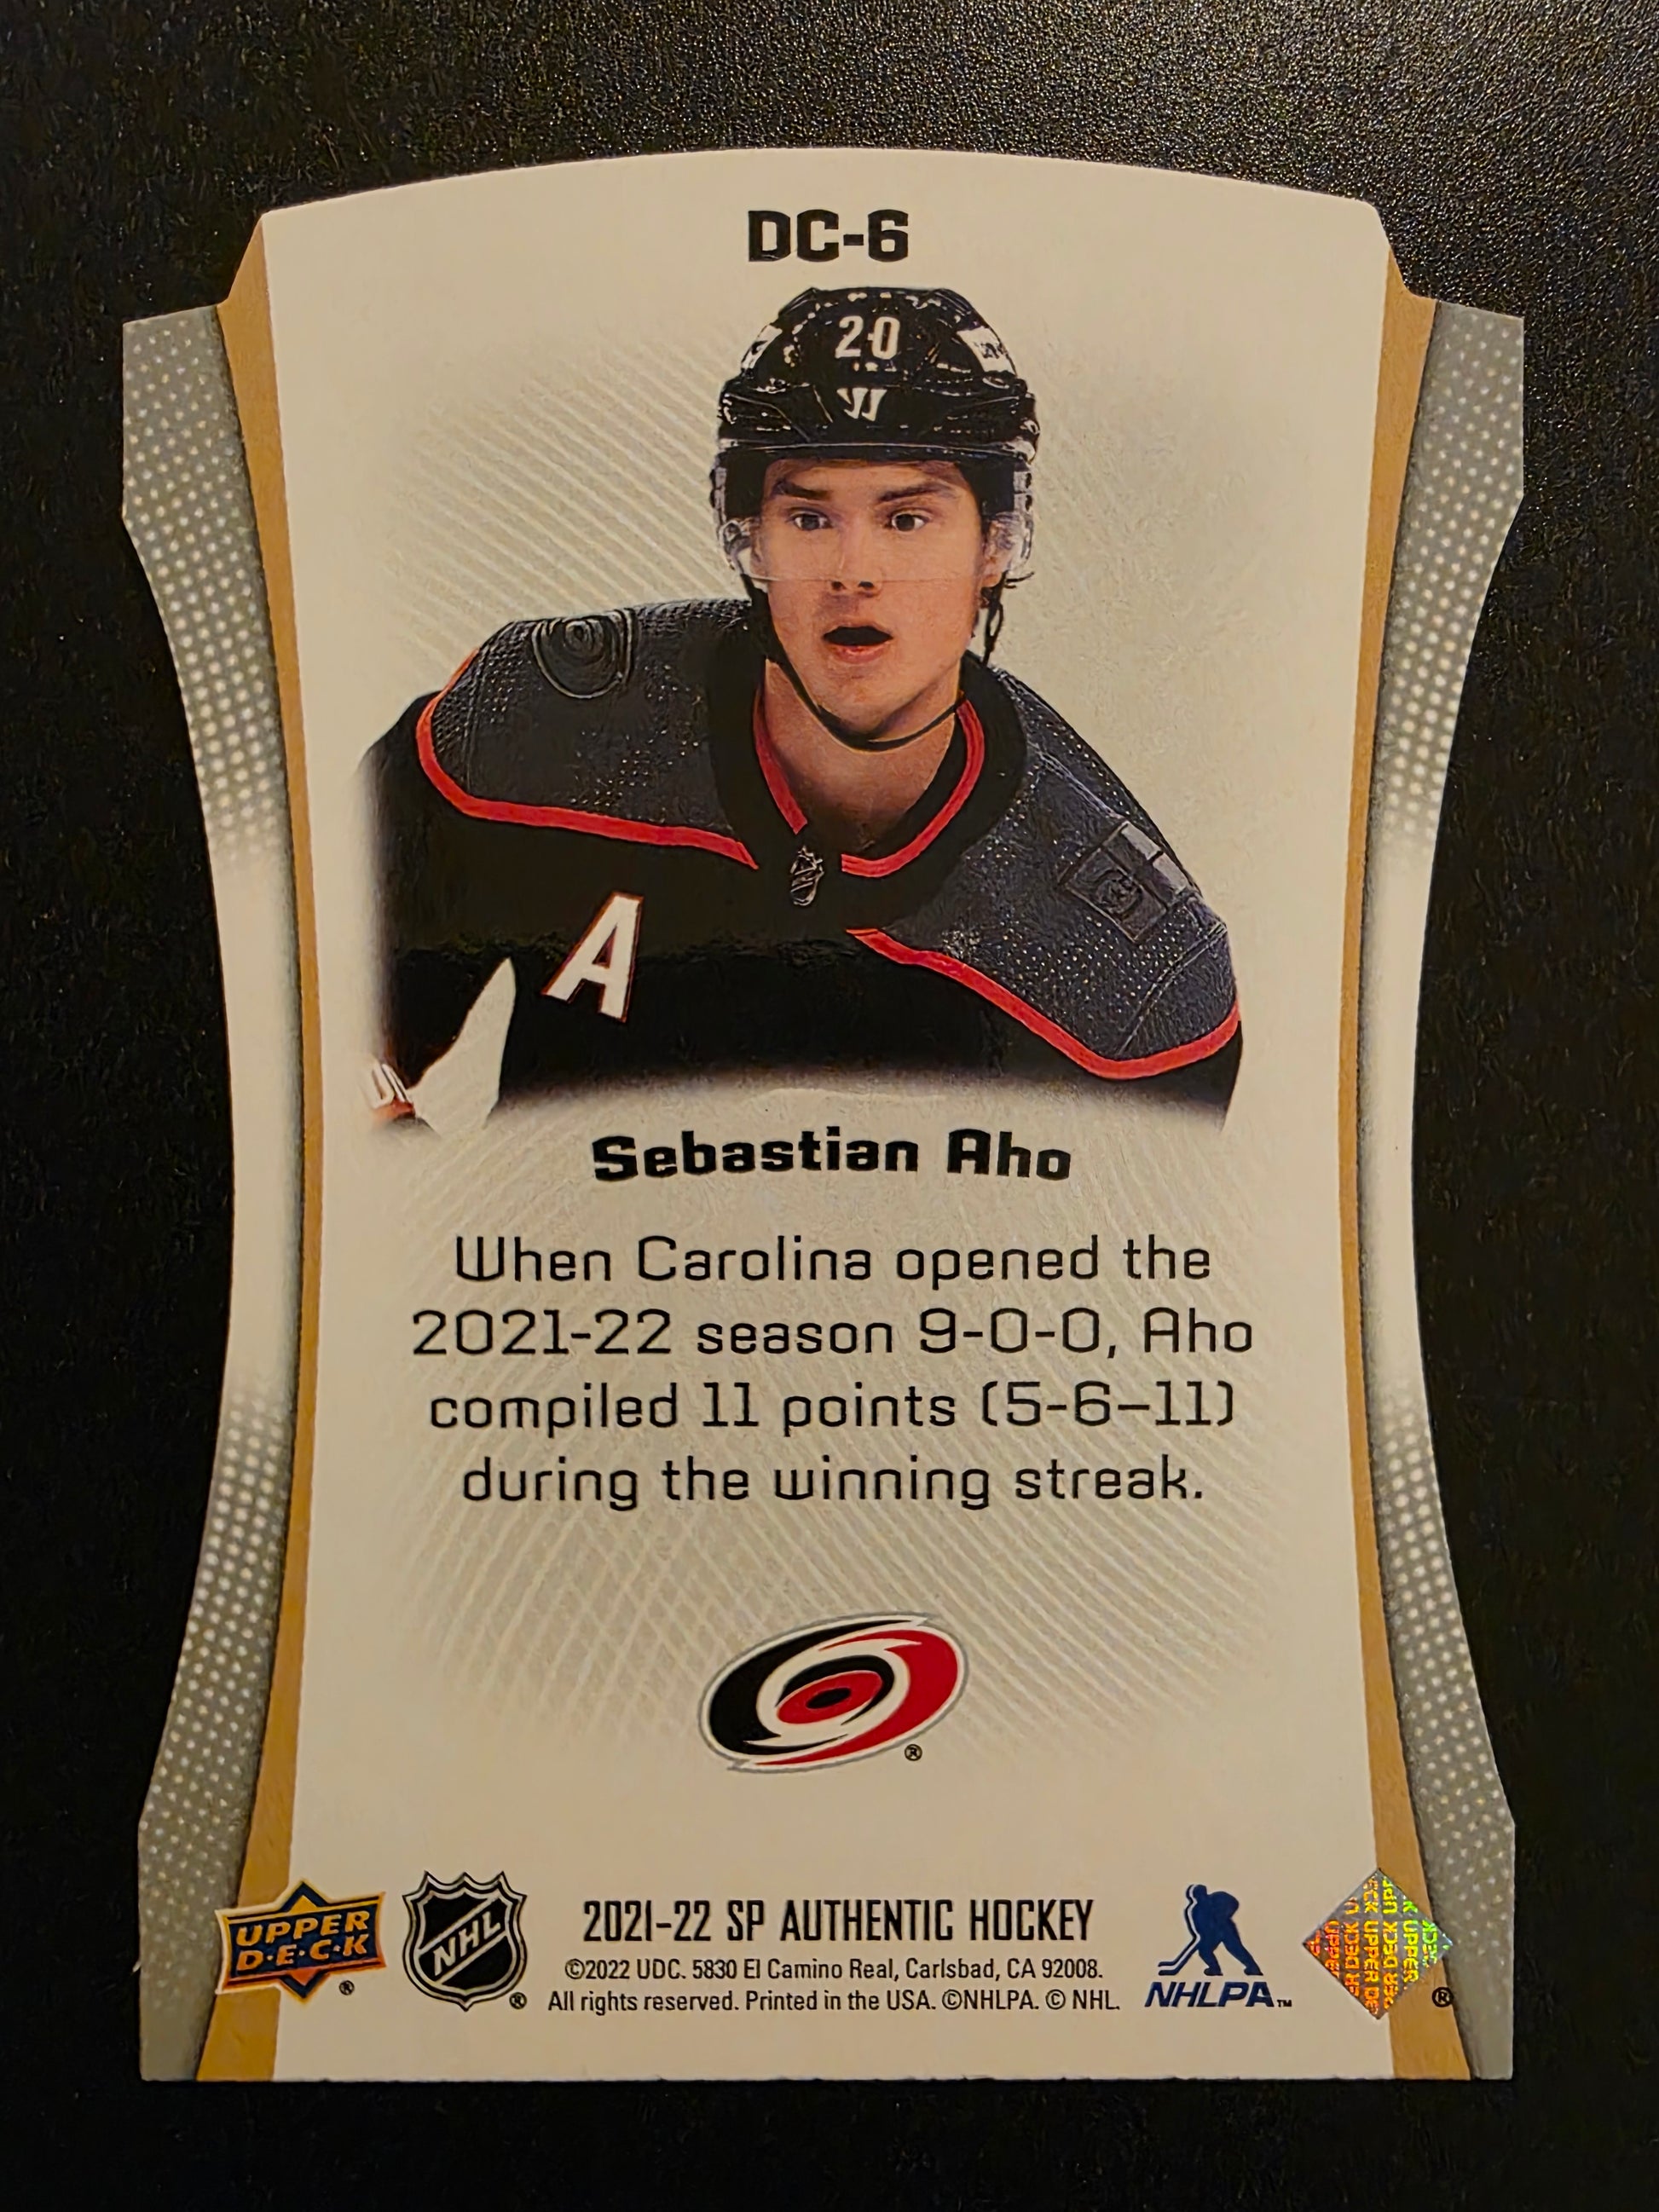 DC-6
20
A
Sebastian Aho
When Carolina opened the
2021-22 season 9-0-0, Aho
compiled 11 points (5-6–11)
during the winning streak.
®
UPPER
D·E·C·K
®
NHL
®
2021-22 SP AUTHENTIC HOCKEY
©2022 UDC. 5830 El Camino Real, Carlsbad, CA 92008.
All rights reserved. Printed in the USA. ©NHLPA. © NHL.
NHLPA™
UPPER DECK
®